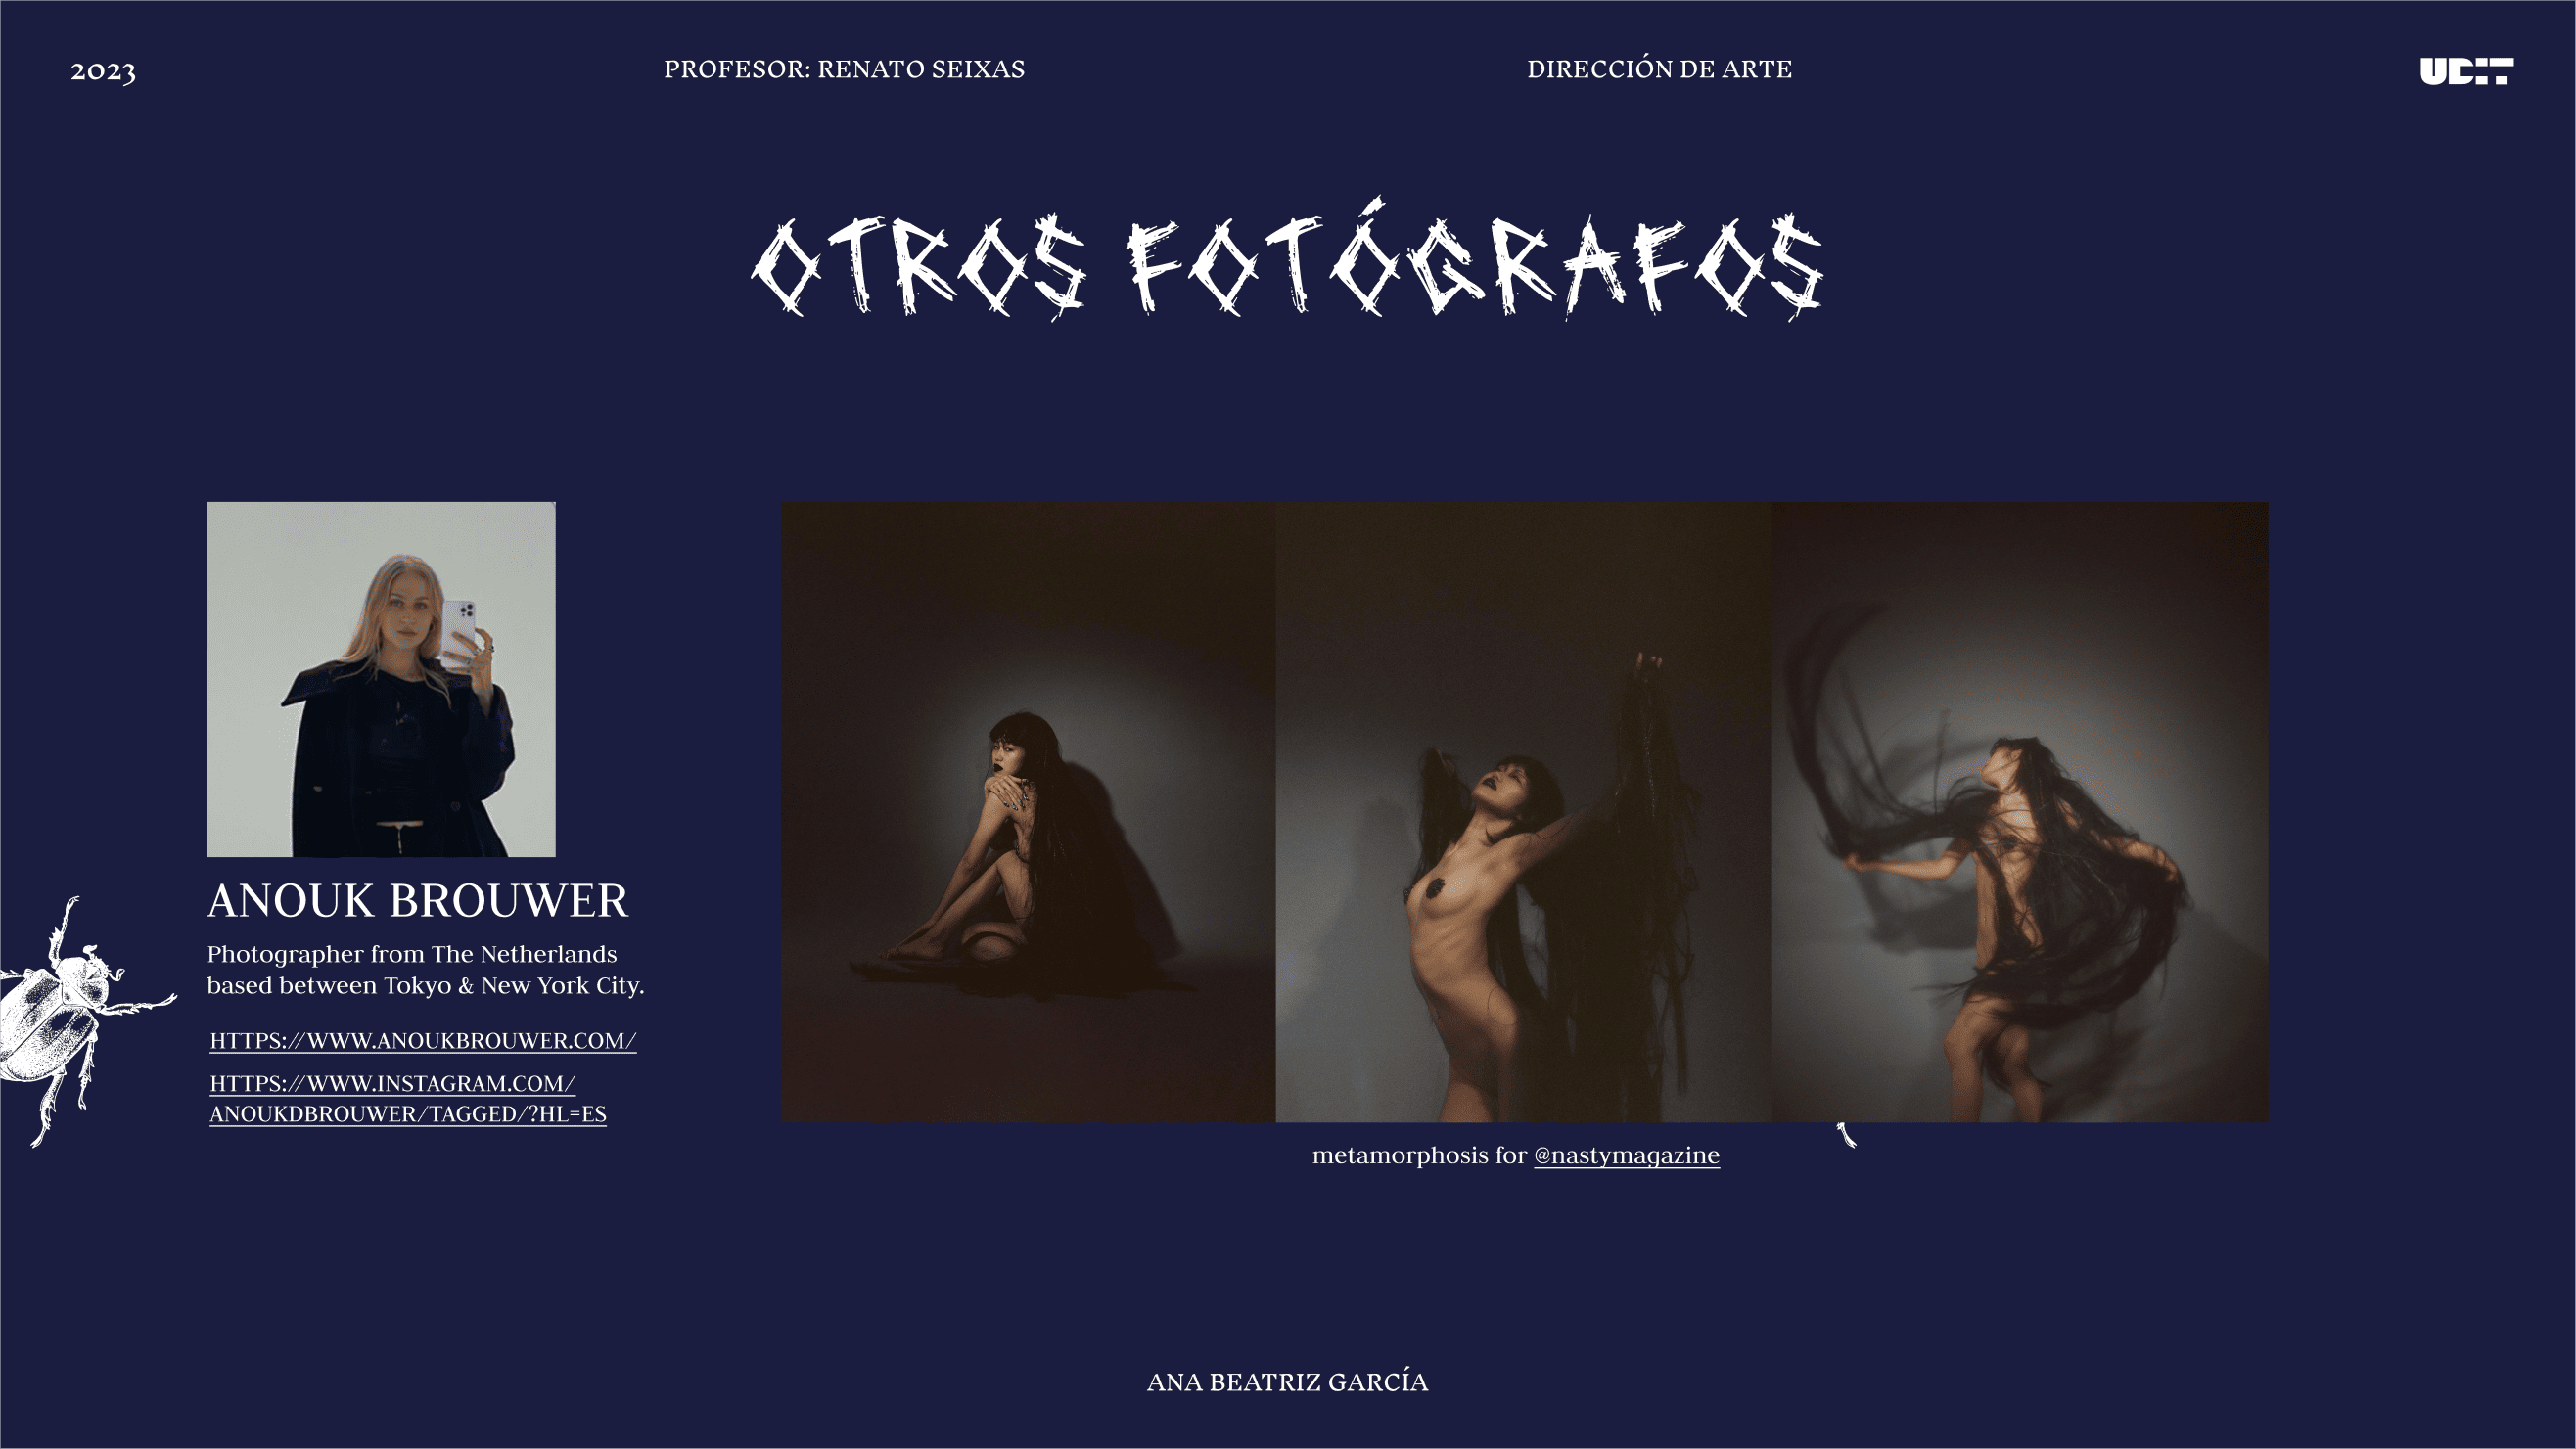 2023
PROFESOR: RENATO SEIXAS
DIRECCIÓN DE ARTE
UDIT
OTROS FOTÓGRAFOS
ANOUK BROUWER
Photographer from The Netherlands
based between Tokyo & New York City.
HTTPS://WWW.ANOUKBROUWER.COM/
HTTPS://WWW.INSTAGRAM.COM/
ANOUKDBROUWER/TAGGED/?HL=ES
metamorphosis for @nastymagazine
ANA BEATRIZ GARCÍA